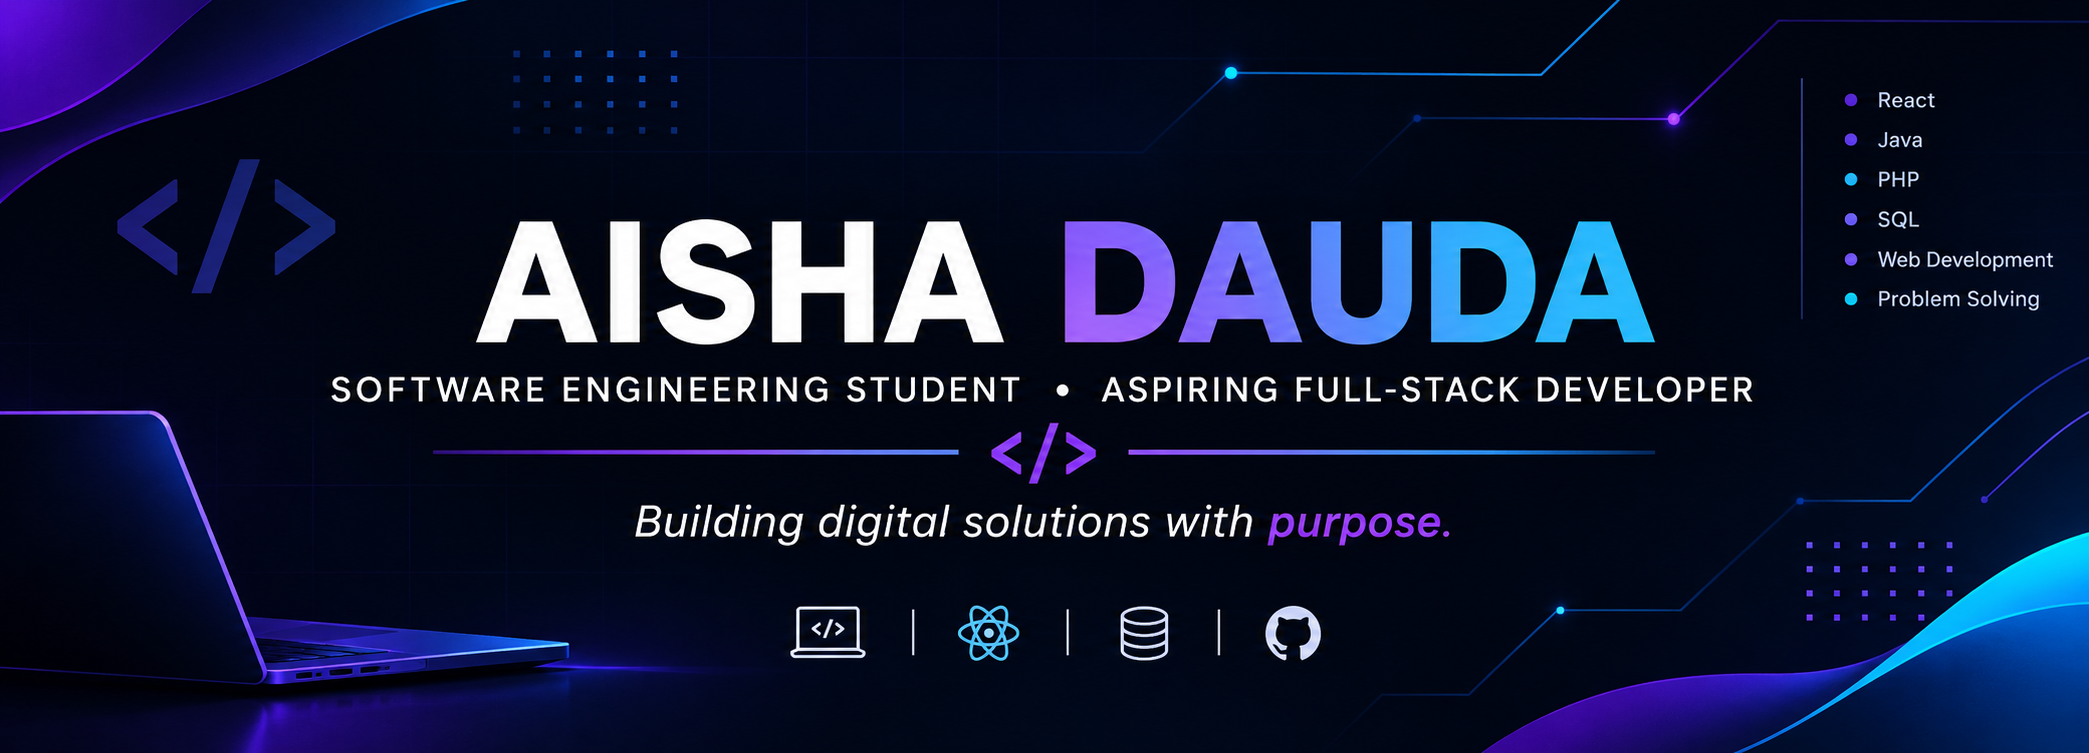 </>
AISHA DAUDA
SOFTWARE ENGINEERING STUDENT • ASPIRING FULL-STACK DEVELOPER
</>
Building digital solutions with purpose.
</>
React
Java
PHP
SQL
Web Development
Problem Solving